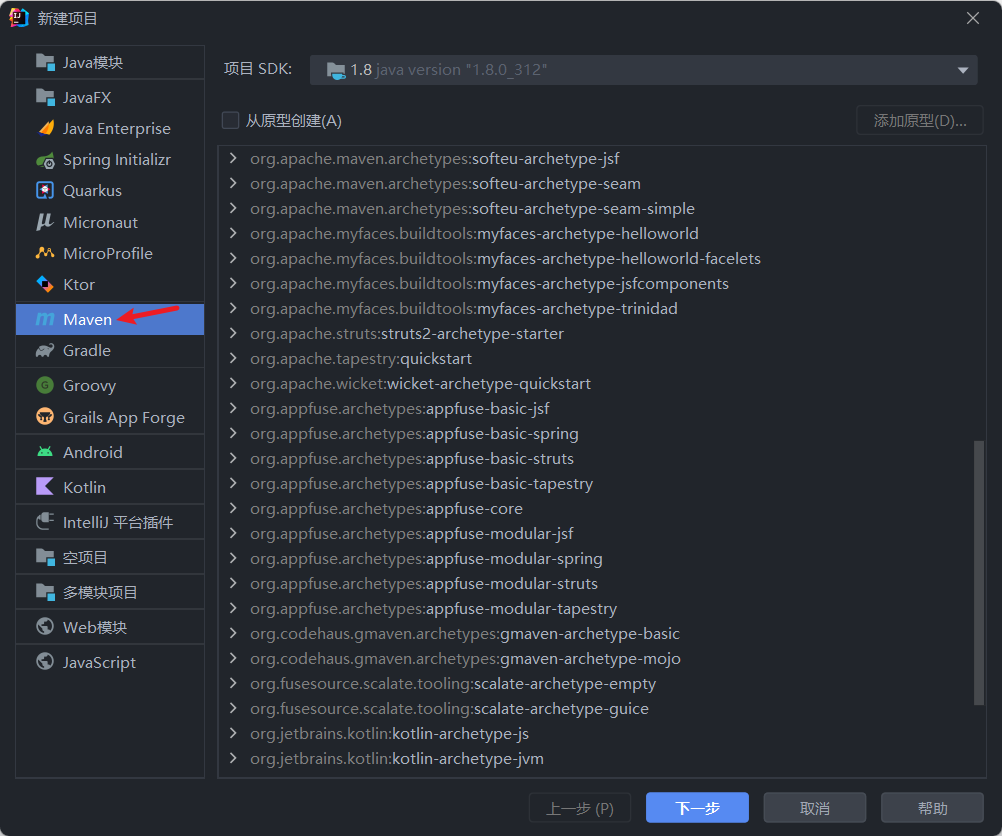 新建项目
Java模块
JavaFX
Java Enterprise
Spring Initializr
Quarkus
Micronaut
MicroProfile
Ktor
Maven
Gradle
Groovy
Grails App Forge
Android
Kotlin
IntelliJ 平台插件
空项目
多模块项目
Web模块
JavaScript
项目 SDK: 1.8 java version "1.8.0_312"
从原型创建(A) 添加原型(D)...
org.apache.maven.archetypes:softeu-archetype-jsf
org.apache.maven.archetypes:softeu-archetype-seam
org.apache.maven.archetypes:softeu-archetype-seam-simple
org.apache.myfaces.buildtools:myfaces-archetype-helloworld
org.apache.myfaces.buildtools:myfaces-archetype-helloworld-facelets
org.apache.myfaces.buildtools:myfaces-archetype-jsfcomponents
org.apache.myfaces.buildtools:myfaces-archetype-trinidad
org.apache.struts:struts2-archetype-starter
org.apache.tapestry:quickstart
org.apache.wicket:wicket-archetype-quickstart
org.appfuse.archetypes:appfuse-basic-jsf
org.appfuse.archetypes:appfuse-basic-spring
org.appfuse.archetypes:appfuse-basic-struts
org.appfuse.archetypes:appfuse-basic-tapestry
org.appfuse.archetypes:appfuse-core
org.appfuse.archetypes:appfuse-modular-jsf
org.appfuse.archetypes:appfuse-modular-spring
org.appfuse.archetypes:appfuse-modular-struts
org.appfuse.archetypes:appfuse-modular-tapestry
org.codehaus.gmaven.archetypes:gmaven-archetype-basic
org.codehaus.gmaven.archetypes:gmaven-archetype-mojo
org.fusesource.scalate.tooling:scalate-archetype-empty
org.fusesource.scalate.tooling:scalate-archetype-guice
org.jetbrains.kotlin:kotlin-archetype-js
org.jetbrains.kotlin:kotlin-archetype-jvm
上一步 (P) 下一步 取消 帮助